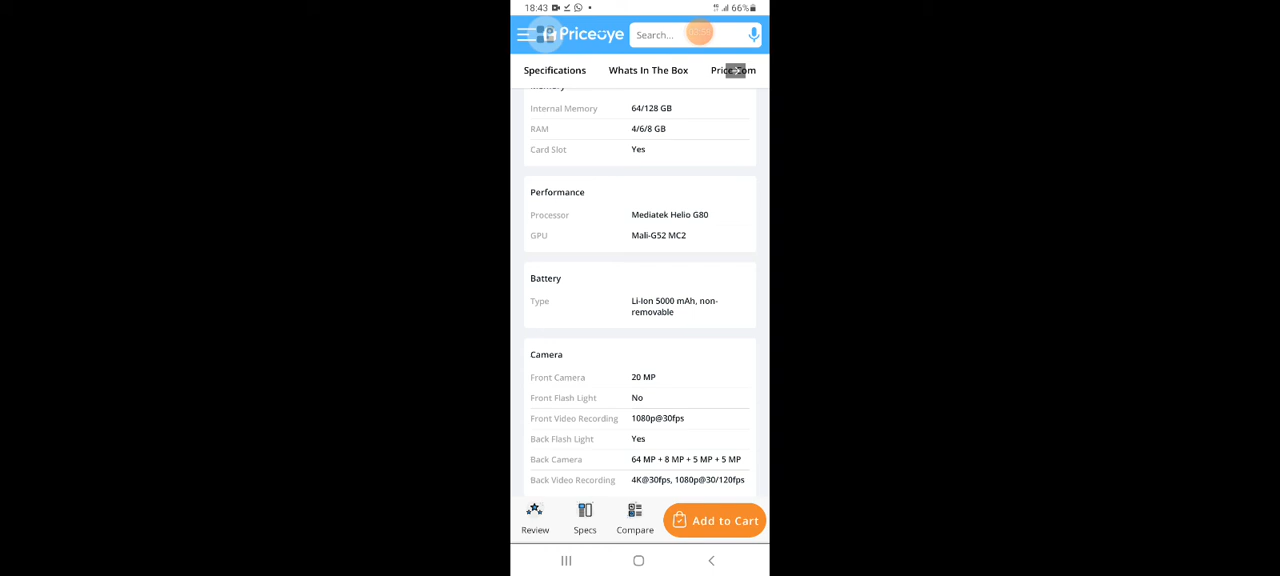 18:43 66%
Priceoye Search...
Specifications Whats In The Box
Memory
Internal Memory 64/128 GB
RAM 4/6/8 GB
Card Slot Yes
Performance
Processor Mediatek Helio G80
GPU Mali-G52 MC2
Battery
Type Li-Ion 5000 mAh, non-
removable
Camera
Front Camera 20 MP
Front Flash Light No
Front Video Recording 1080p@30fps
Back Flash Light Yes
Back Camera 64 MP + 8 MP + 5 MP + 5 MP
Back Video Recording 4K@30fps, 1080p@30/120fps
Review Specs Compare Add to Cart